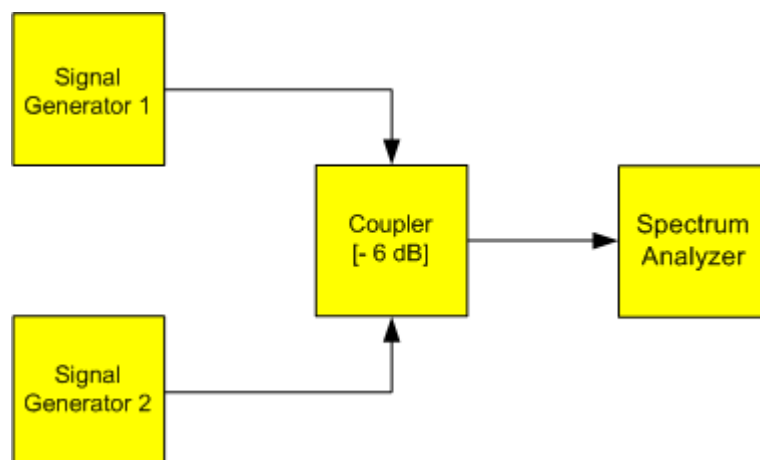 Signal
Generator 1
Coupler
[- 6 dB]
Spectrum
Analyzer
Signal
Generator 2